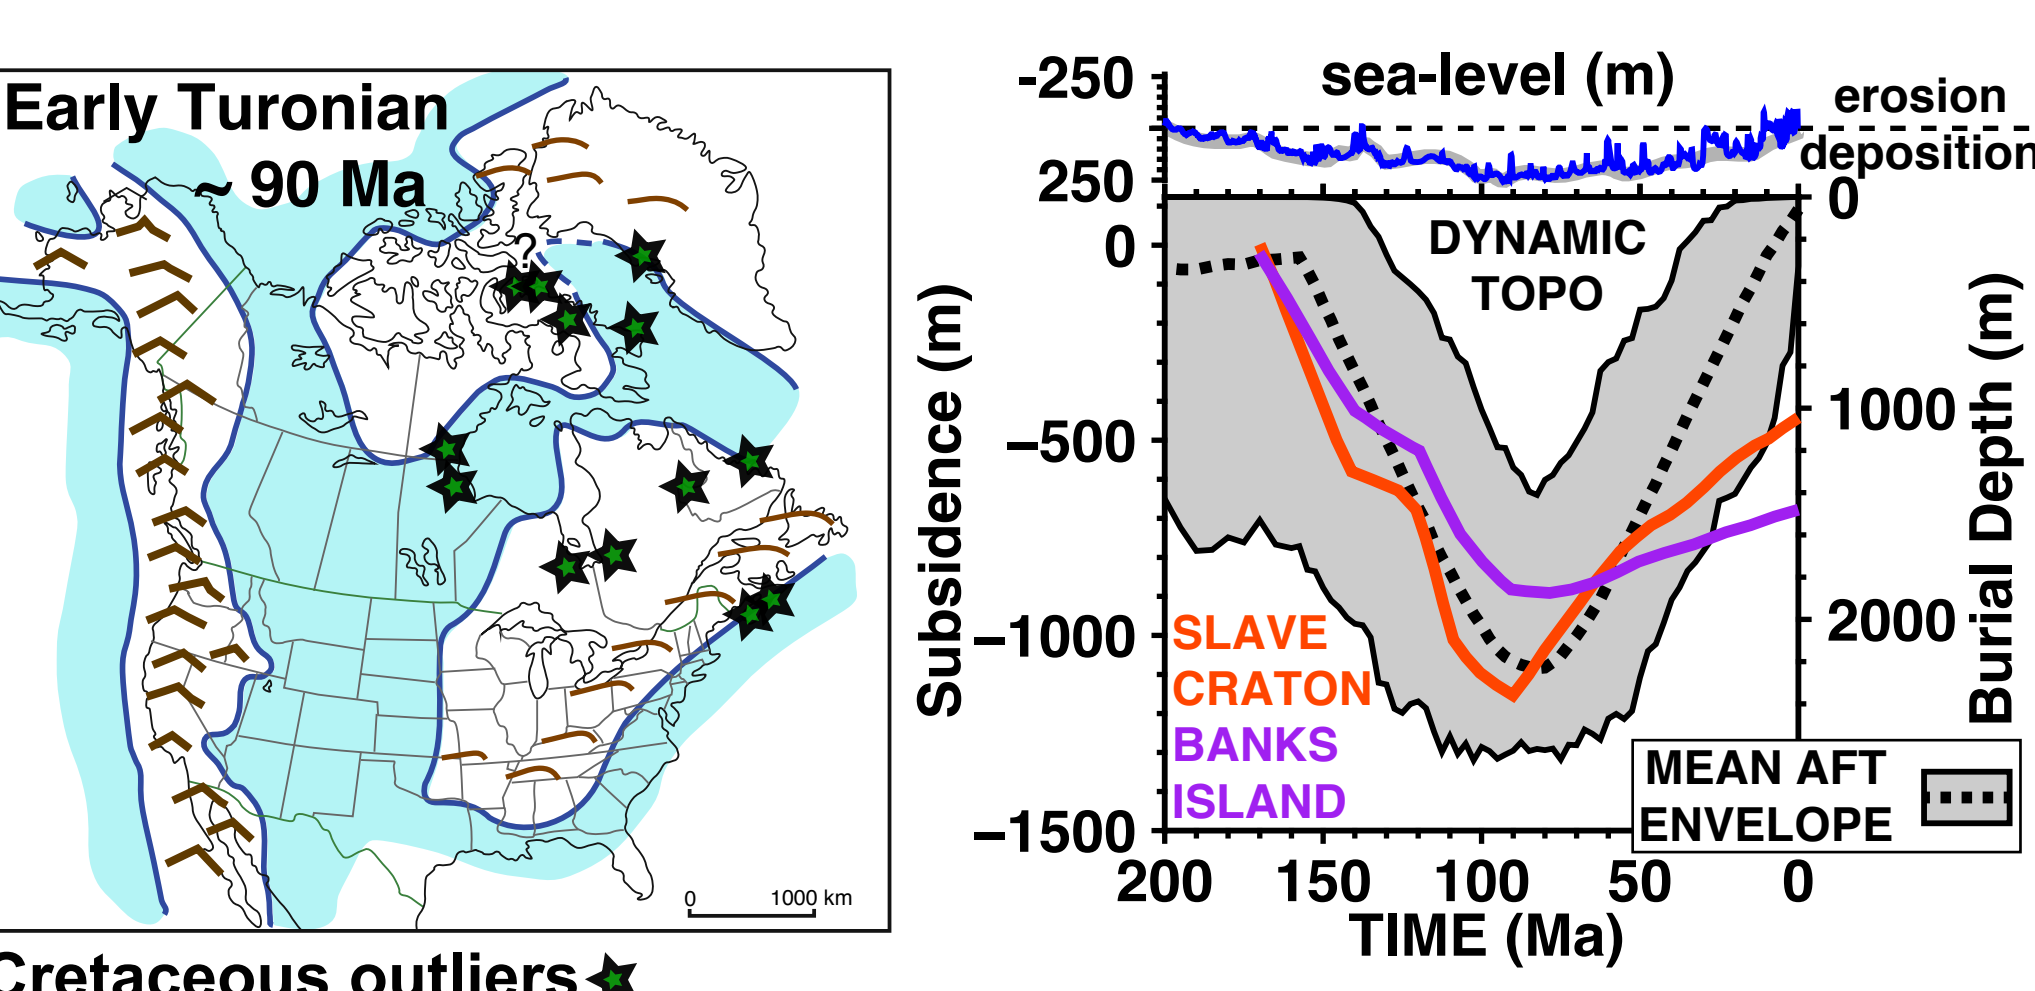 Early Turonian
~ 90 Ma
?
0 1000 km
Cretaceous outliers
sea-level (m)
-250
250
erosion
deposition
DYNAMIC
TOPO
Subsidence (m)
0
−500
−1000
−1500
SLAVE
CRATON
BANKS
ISLAND
0
1000
2000
Burial Depth (m)
MEAN AFT
ENVELOPE
200 150 100 50 0
TIME (Ma)